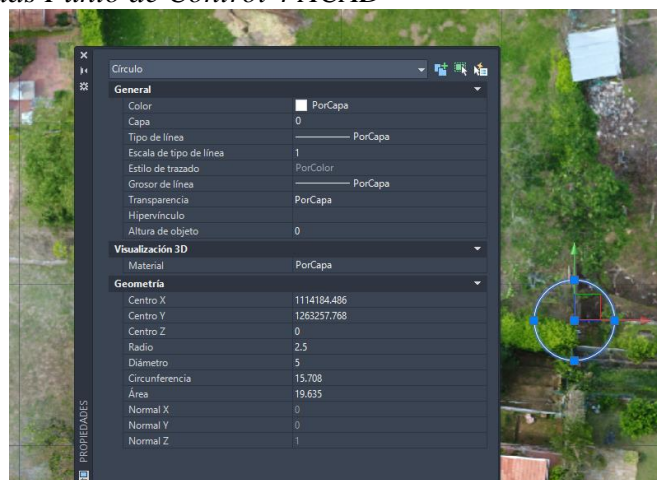 Círculo
General
Color PorCapa
Capa 0
Tipo de línea PorCapa
Escala de tipo de línea 1
Estilo de trazado PorColor
Grosor de línea PorCapa
Transparencia PorCapa
Hipervínculo
Altura de objeto 0
Visualización 3D
Material PorCapa
Geometría
Centro X 1114184.486
Centro Y 1263257.768
Centro Z 0
Radio 2.5
Diámetro 5
Circunferencia 15.708
Área 19.635
Normal X 0
Normal Y 0
Normal Z 1
PROPIEDADES